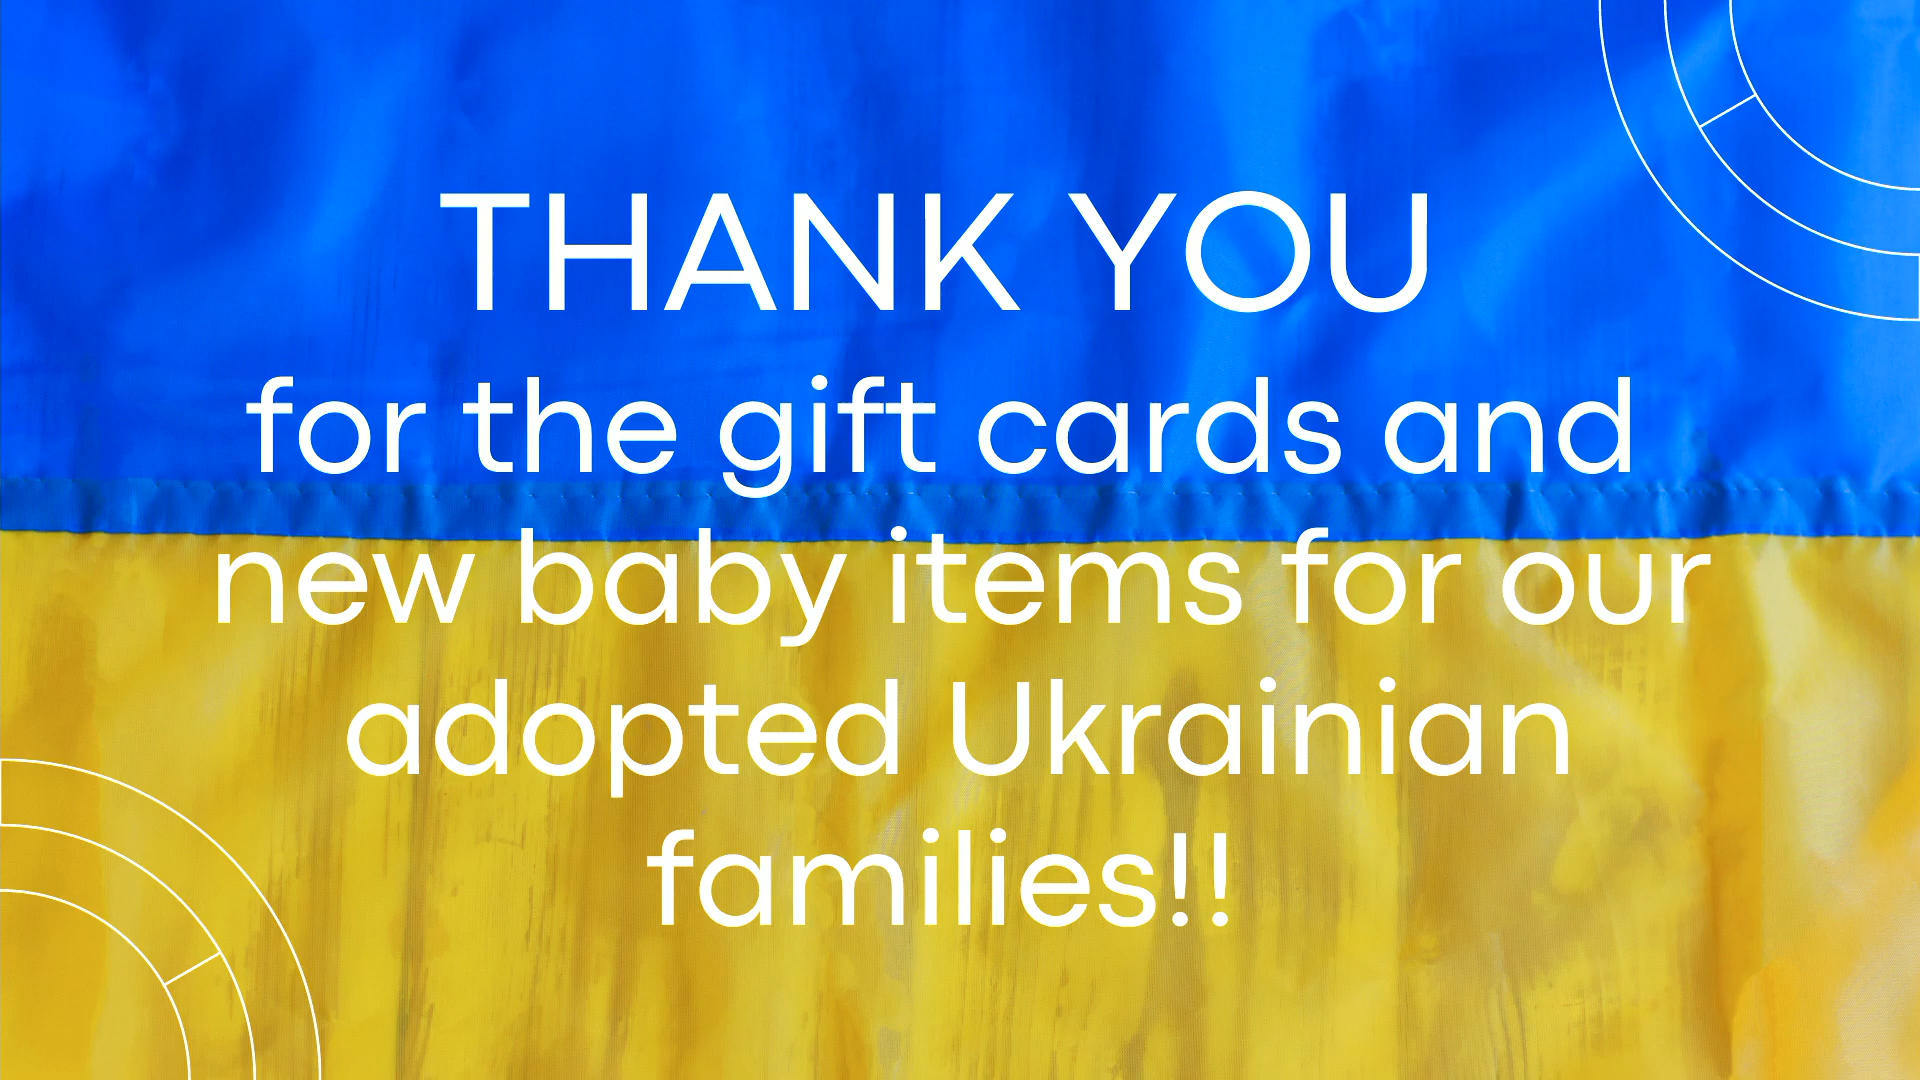 THANK YOU
for the gift cards and
new baby items for our
adopted Ukrainian
families!!